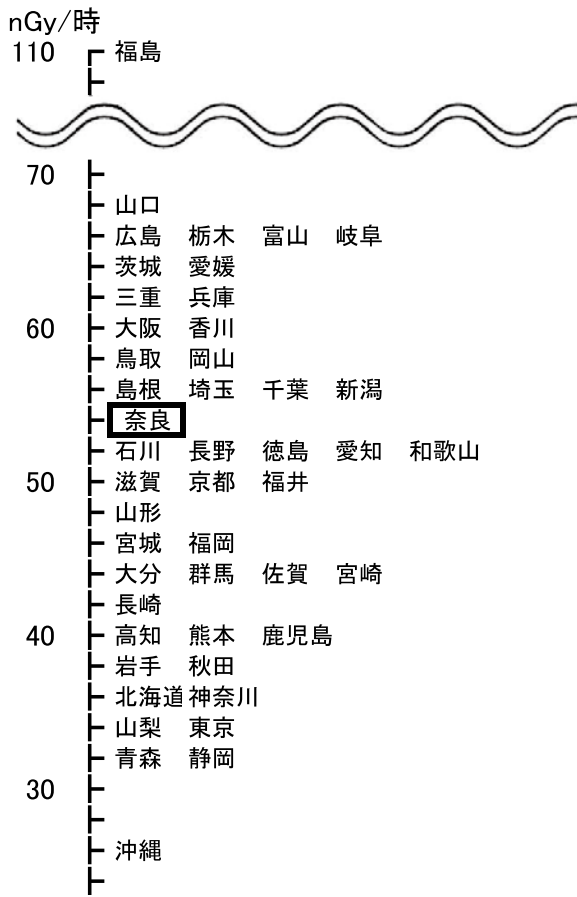 nGy/時
110 福島
70
山口
広島 栃木 富山 岐阜
茨城 愛媛
三重 兵庫
60 大阪 香川
鳥取 岡山
島根 埼玉 千葉 新潟
奈良
石川 長野 徳島 愛知 和歌山
50 滋賀 京都 福井
山形
宮城 福岡
大分 群馬 佐賀 宮崎
長崎
40 高知 熊本 鹿児島
岩手 秋田
北海道 神奈川
山梨 東京
青森 静岡
30
沖縄